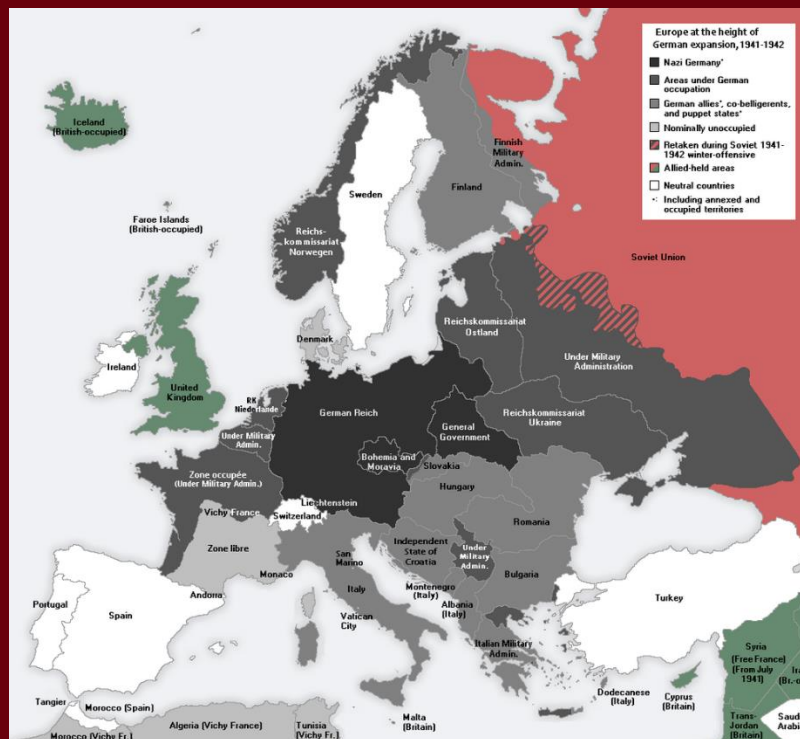 Europe at the height of
German expansion, 1941-1942
Nazi Germany*
Areas under German
occupation
German allies*, co-belligerents,
and puppet states*
Nominally unoccupied
Retaken during Soviet 1941-
1942 winter-offensive
Allied-held areas
Neutral countries
Including annexed and
occupied territories
Iceland
(British-occupied)
Faroe Islands
(British-occupied)
Sweden
Finnish
Military
Admin.
Finland
Reichs-
kommissariat
Norwegen
Soviet Union
Denmark
Reichskommissariat
Ostland
Under Military
Administration
Ireland
United
Kingdom
RK
Niederlande
German Reich
General
Government
Reichskommissariat
Ukraine
Under Military
Admin.
Bohemia and
Moravia
Slovakia
Zone occupée
(Under Military Admin.)
Hungary
Liechtenstein
Vichy France
Switzerland
Romania
Zone libre
San
Marino
Independent
State of
Croatia
Under
Military
Admin.
Monaco
Italy
Bulgaria
Andorra
Montenegro
(Italy)
Portugal
Spain
Vatican
City
Albania
(Italy)
Turkey
Italian Military
Admin.
Syria
(Free France)
(From July
1941)
(Br.-o
Tangier
Morocco (Spain)
Dodecanese
(Italy)
Cyprus
(Britain)
Malta
(Britain)
Algeria (Vichy France)
Tunisia
(Vichy Fr.)
Morocco (Vichy Fr.)
Trans-
Jordan
(Britain)
Saudi
Arabi